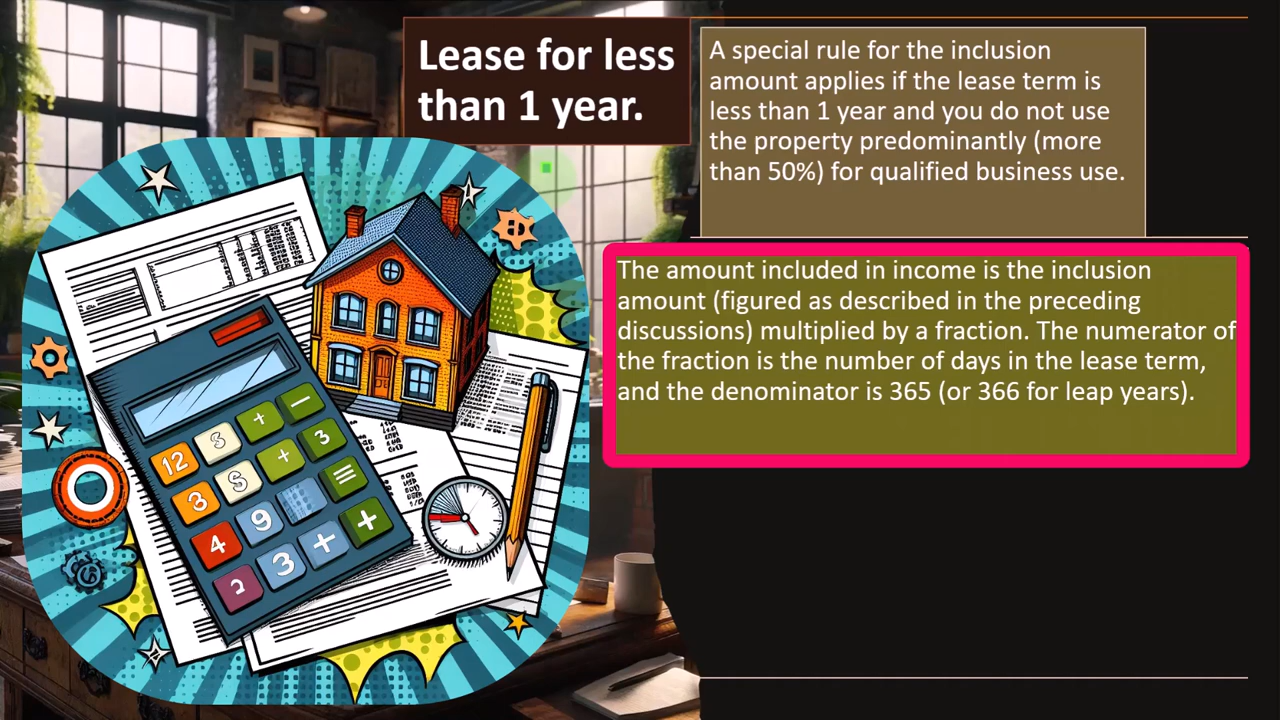 Lease for less
than 1 year.
A special rule for the inclusion
amount applies if the lease term is
less than 1 year and you do not use
the property predominantly (more
than 50%) for qualified business use.
The amount included in income is the inclusion
amount (figured as described in the preceding
discussions) multiplied by a fraction. The numerator of
the fraction is the number of days in the lease term,
and the denominator is 365 (or 366 for leap years).
12 S + −
3 S + 3
4 9 =
2 3 + +